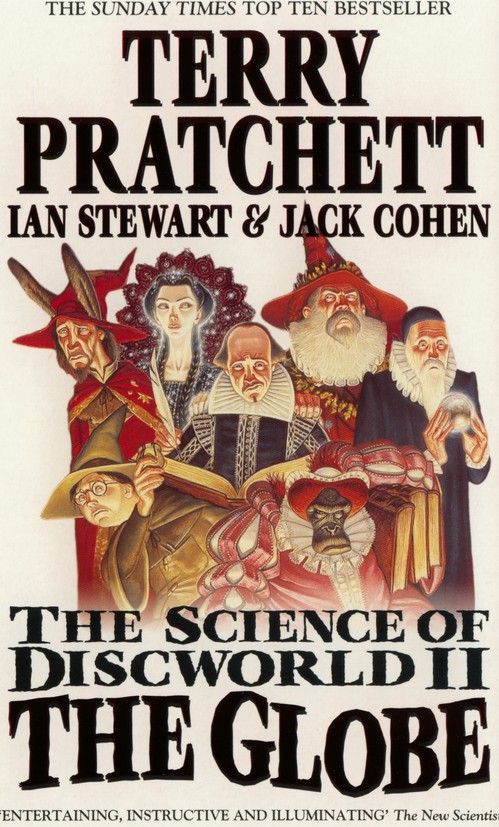 THE SUNDAY TIMES TOP TEN BESTSELLER
TERRY
PRATCHETT
IAN STEWART & JACK COHEN
THE SCIENCE OF
DISCWORLD II
THE GLOBE
'ENTERTAINING, INSTRUCTIVE AND ILLUMINATING' The New Scientist